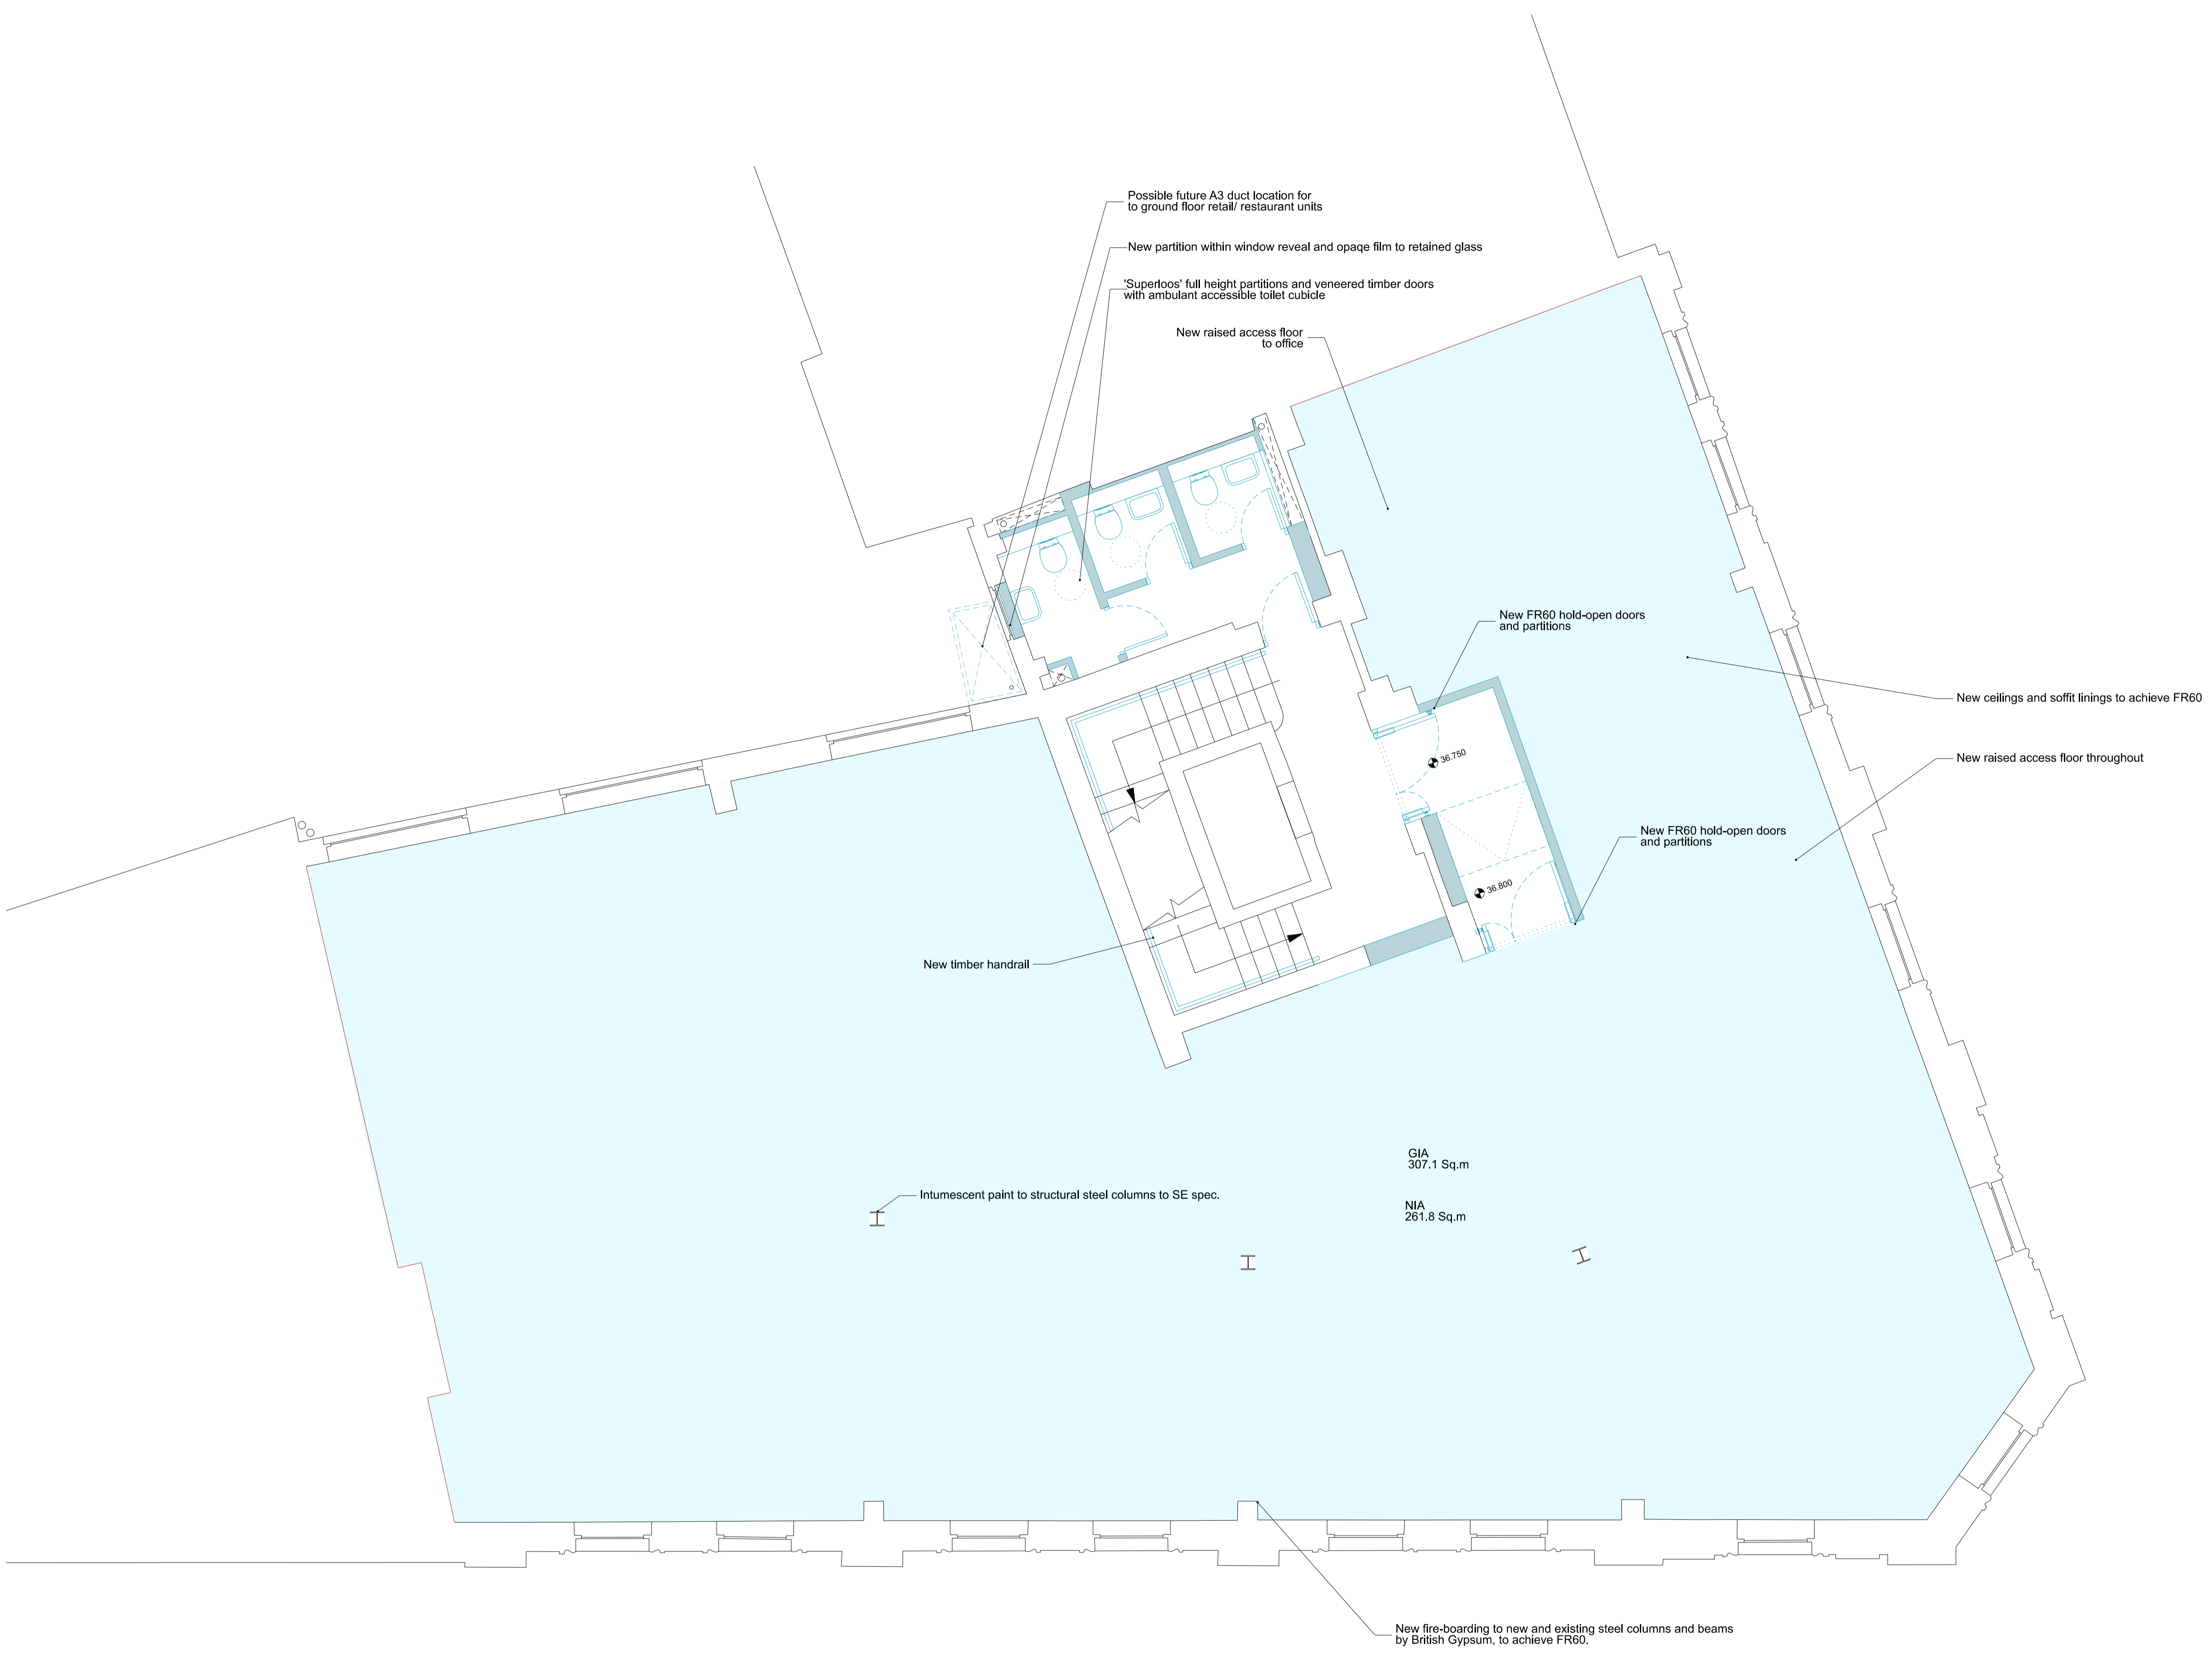 Possible future A3 duct location for
to ground floor retail/ restaurant units
New partition within window reveal and opaqe film to retained glass
'Superloos' full height partitions and veneered timber doors
with ambulant accessible toilet cubicle
New raised access floor
to office
New FR60 hold-open doors
and partitions
New ceilings and soffit linings to achieve FR60
36.750
New raised access floor throughout
New FR60 hold-open doors
and partitions
36.800
New timber handrail
GIA
307.1 Sq.m
Intumescent paint to structural steel columns to SE spec.
NIA
261.8 Sq.m
New fire-boarding to new and existing steel columns and beams
by British Gypsum, to achieve FR60.